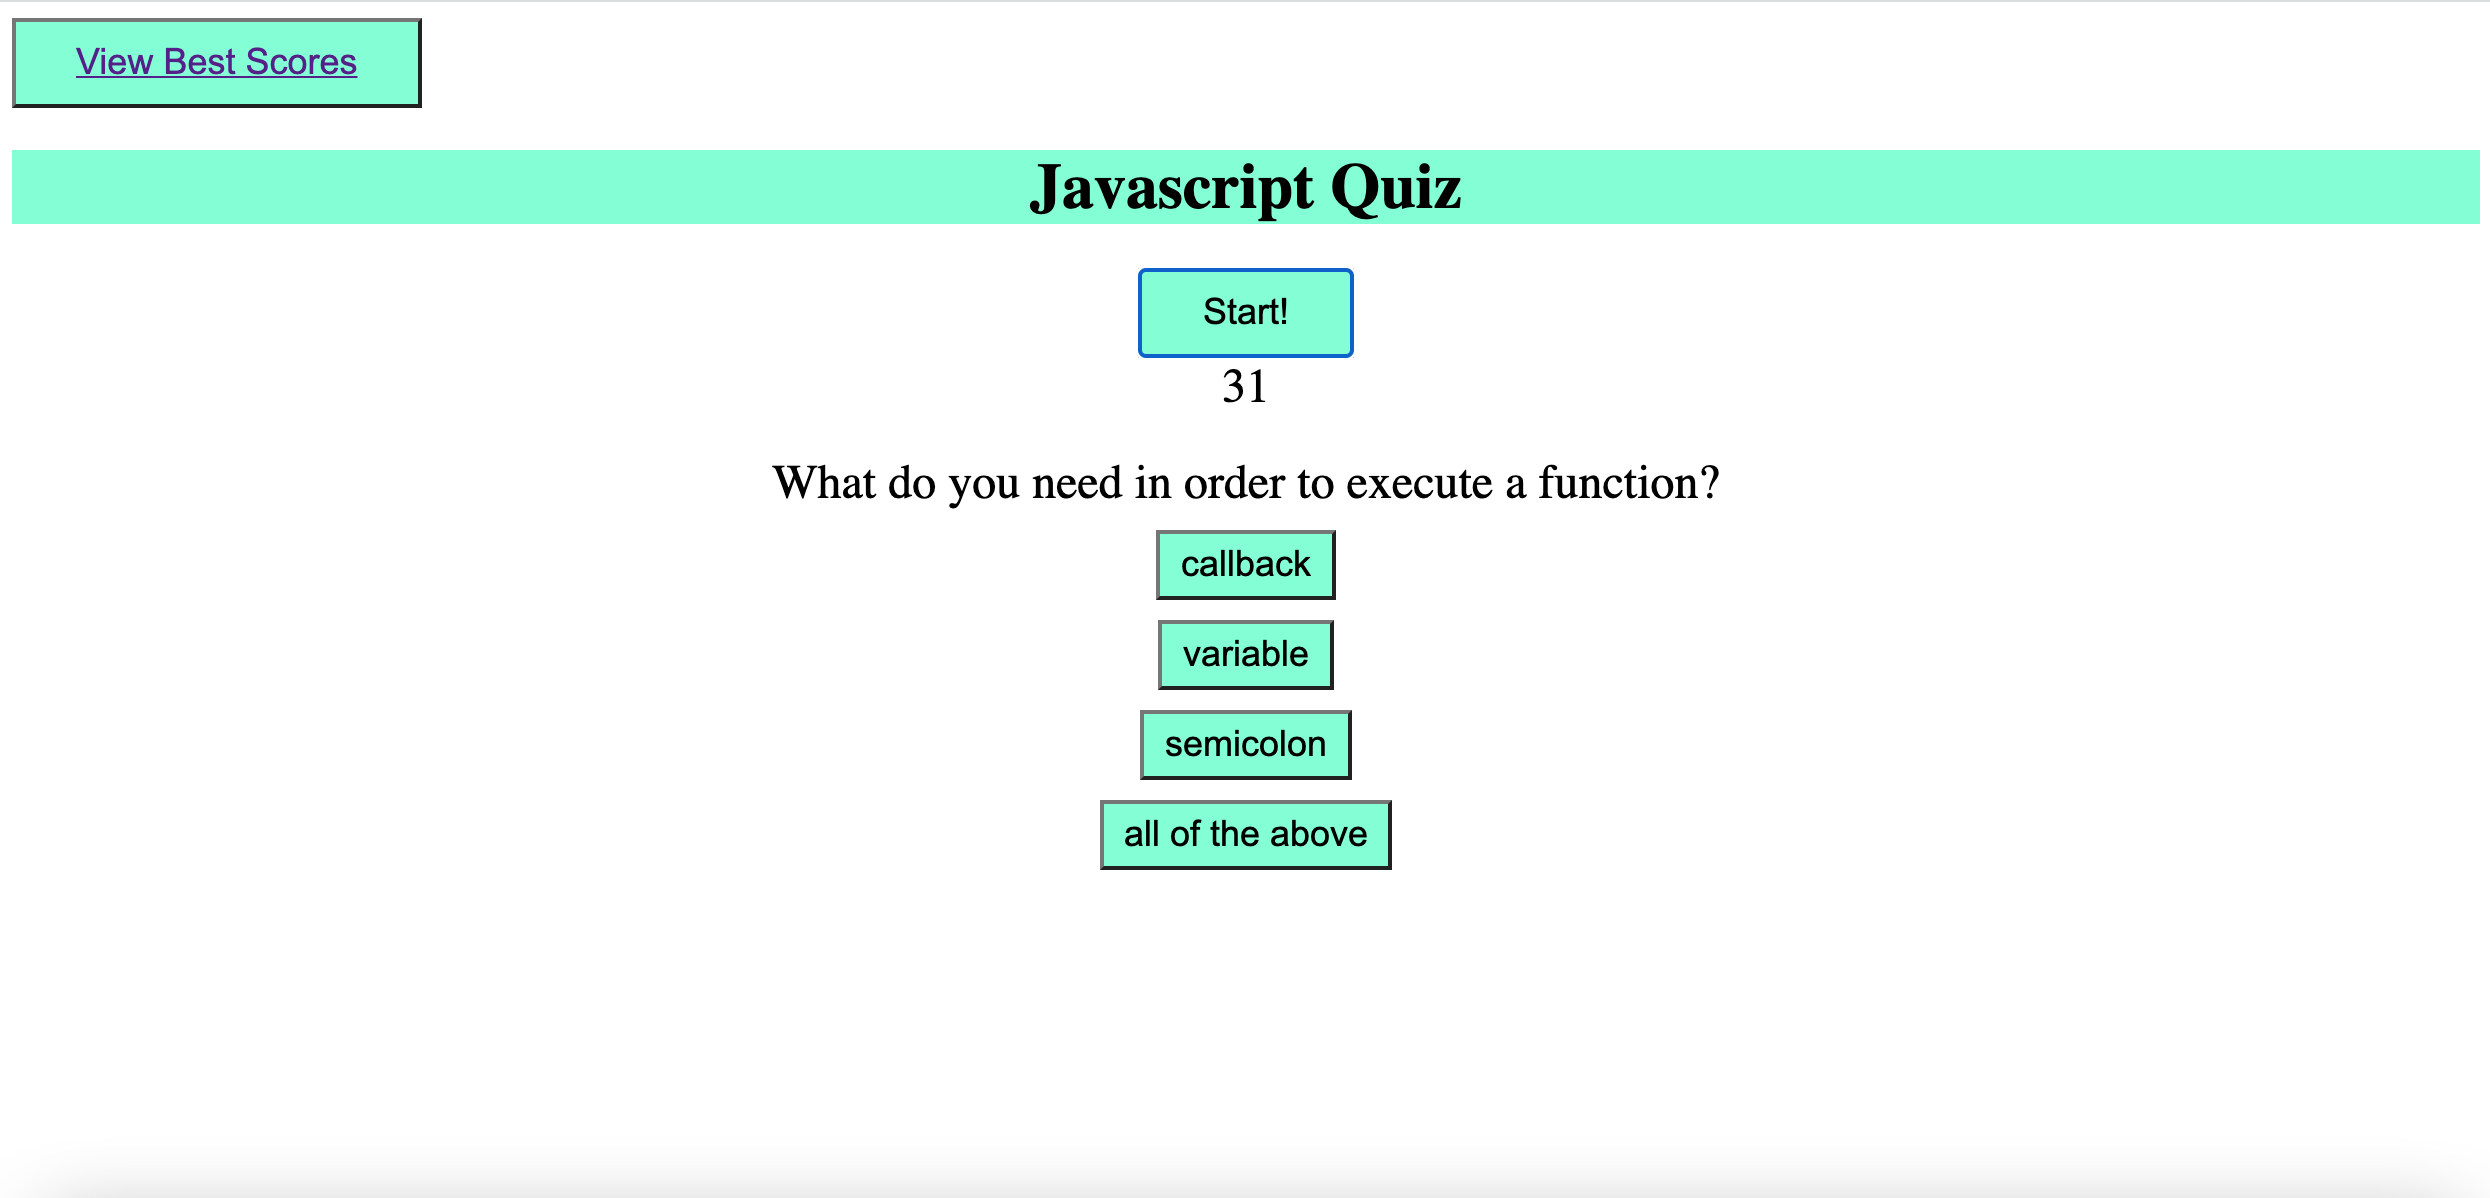 View Best Scores
Javascript Quiz
Start!
31
What do you need in order to execute a function?
callback
variable
semicolon
all of the above